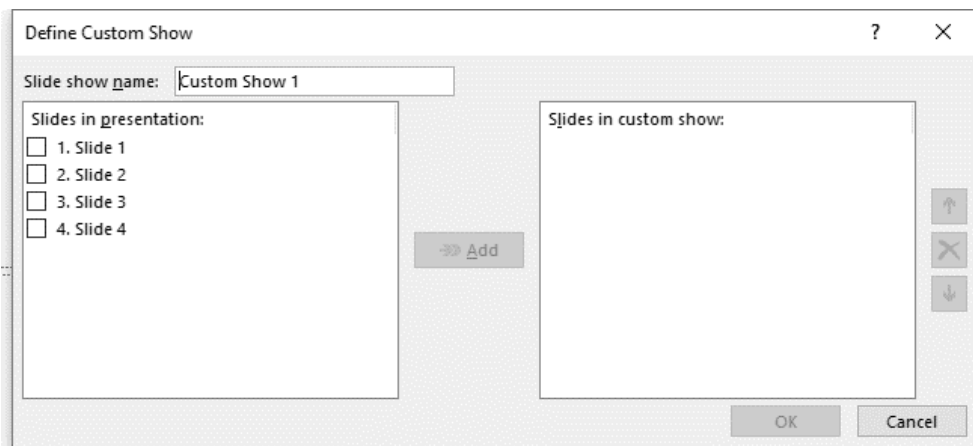 Define Custom Show ?
Slide show name: Custom Show 1
Slides in presentation:
1. Slide 1
2. Slide 2
3. Slide 3
4. Slide 4
Add
Slides in custom show:
OK Cancel